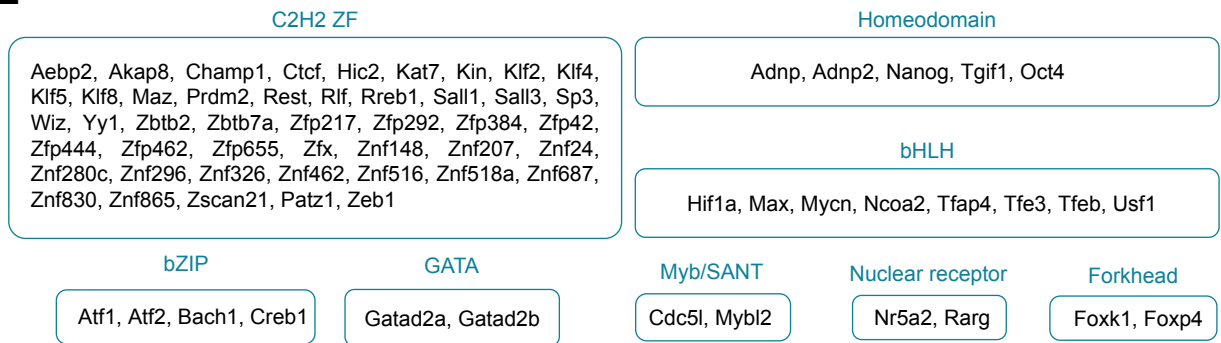 C2H2 ZF
Aebp2, Akap8, Champ1, Ctcf, Hic2, Kat7, Kin, Klf2, Klf4,
Klf5, Klf8, Maz, Prdm2, Rest, Rlf, Rreb1, Sall1, Sall3, Sp3,
Wiz, Yy1, Zbtb2, Zbtb7a, Zfp217, Zfp292, Zfp384, Zfp42,
Zfp444, Zfp462, Zfp655, Zfx, Znf148, Znf207, Znf24,
Znf280c, Znf296, Znf326, Znf462, Znf516, Znf518a, Znf687,
Znf830, Znf865, Zscan21, Patz1, Zeb1
Homeodomain
Adnp, Adnp2, Nanog, Tgif1, Oct4
bHLH
Hif1a, Max, Mycn, Ncoa2, Tfap4, Tfe3, Tfeb, Usf1
bZIP
Atf1, Atf2, Bach1, Creb1
GATA
Gatad2a, Gatad2b
Myb/SANT
Cdc5l, Mybl2
Nuclear receptor
Nr5a2, Rarg
Forkhead
Foxk1, Foxp4